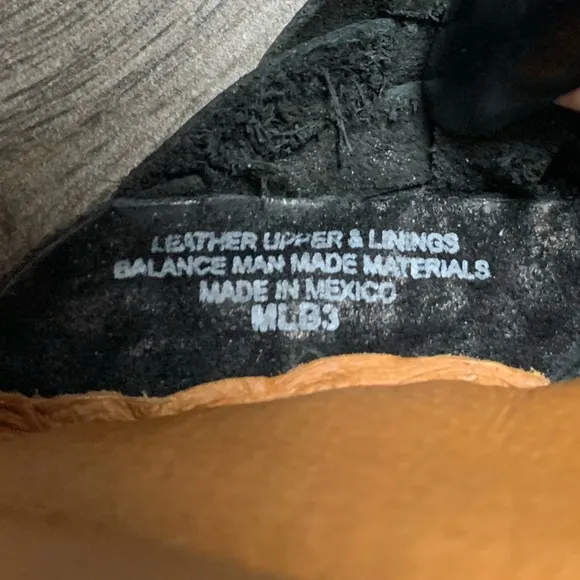 LEATHER UPPER & LININGS
BALANCE MAN MADE MATERIALS
MADE IN MEXICO
MLB3